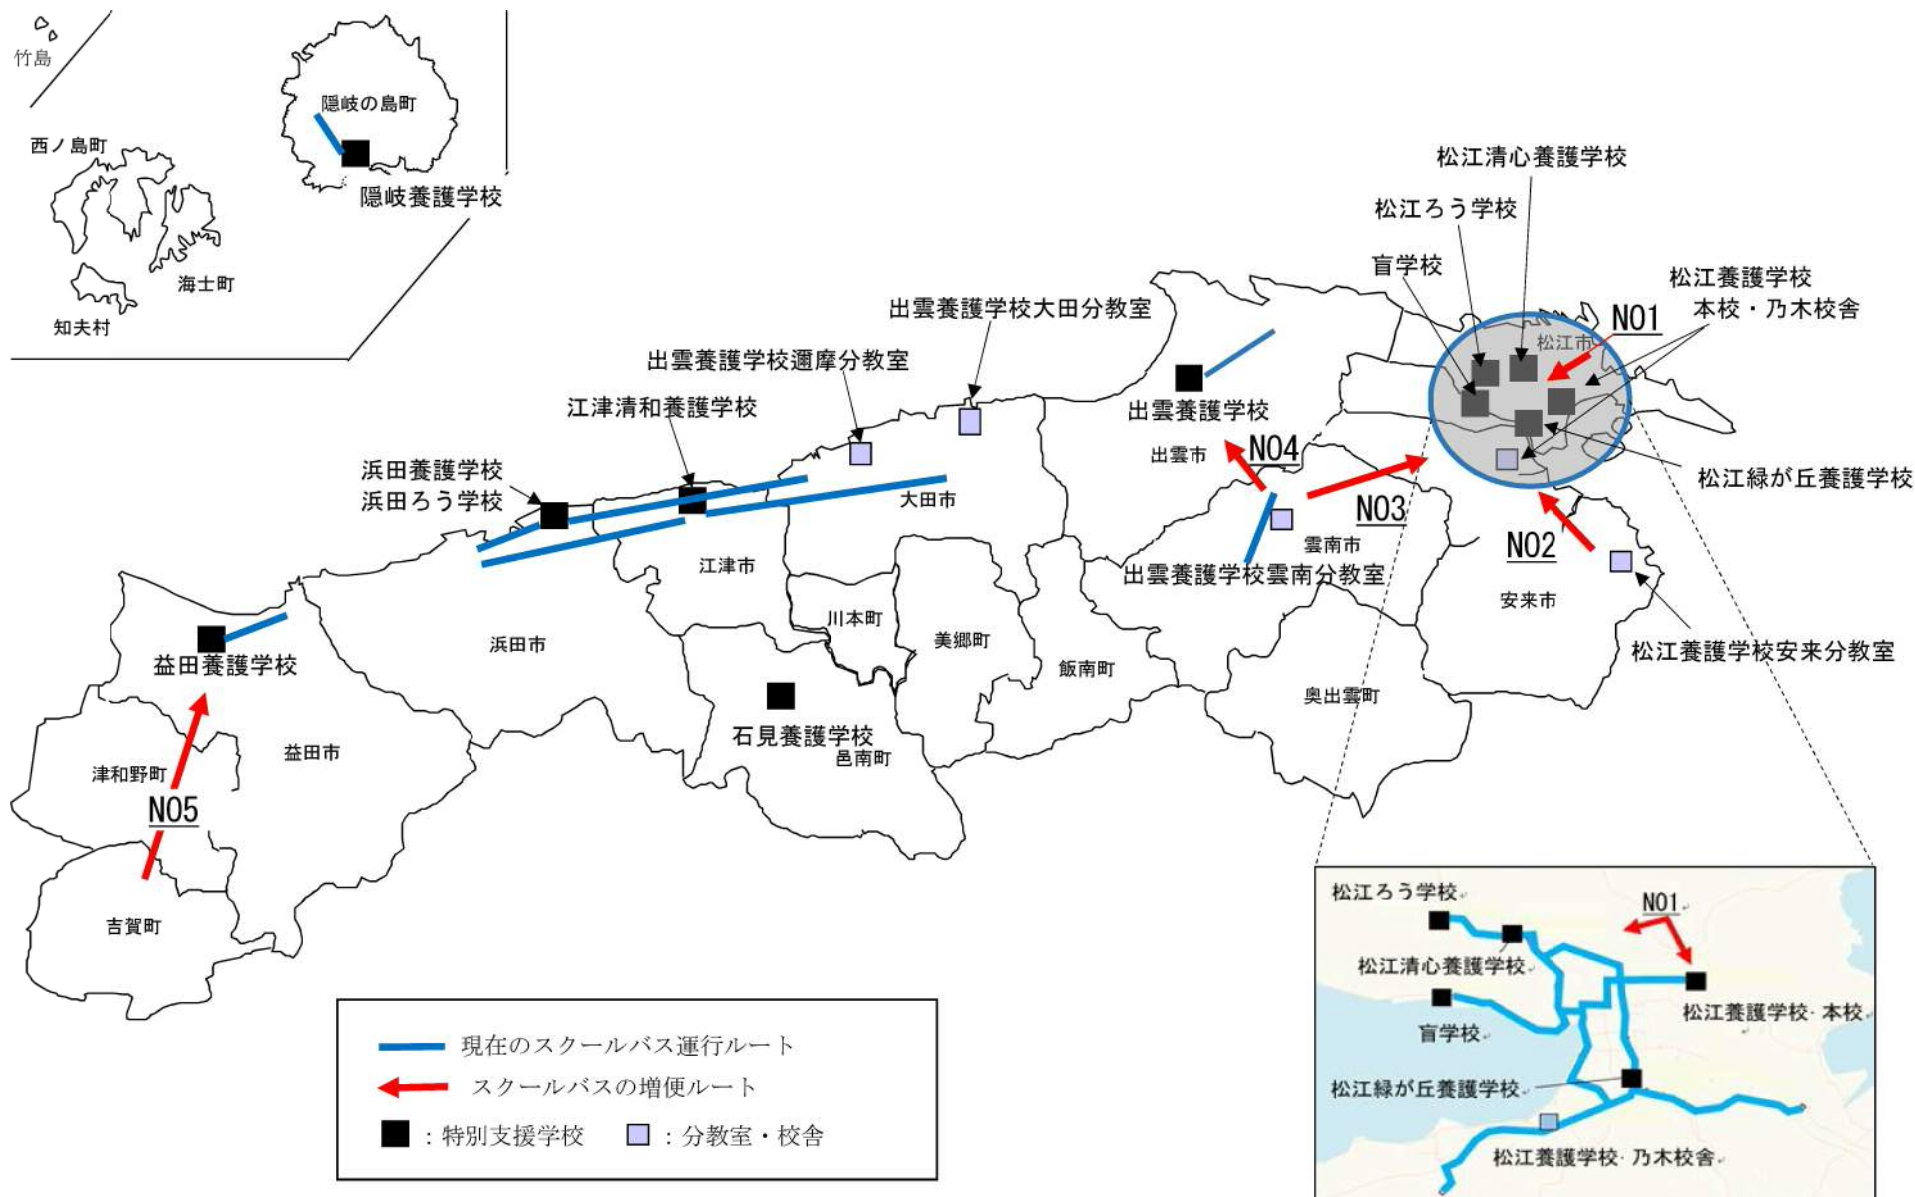 竹島
隠岐の島町
西ノ島町
隠岐養護学校
海士町
知夫村
松江清心養護学校
松江ろう学校
盲学校
松江養護学校
本校・乃木校舎
NO1
松江市
出雲養護学校大田分教室
出雲養護学校邇摩分教室
江津清和養護学校
出雲養護学校
出雲市
NO4
浜田養護学校
浜田ろう学校
大田市
NO3
松江緑が丘養護学校
NO2
雲南市
江津市
出雲養護学校雲南分教室
安来市
川本町
美郷町
浜田市
飯南町
松江養護学校安来分教室
益田養護学校
奥出雲町
石見養護学校
邑南町
益田市
津和野町
NO5
吉賀町
現在のスクールバス運行ルート
スクールバスの増便ルート
：特別支援学校
：分教室・校舎
松江ろう学校
NO1
松江清心養護学校
松江養護学校・本校
盲学校
松江緑が丘養護学校
松江養護学校・乃木校舎